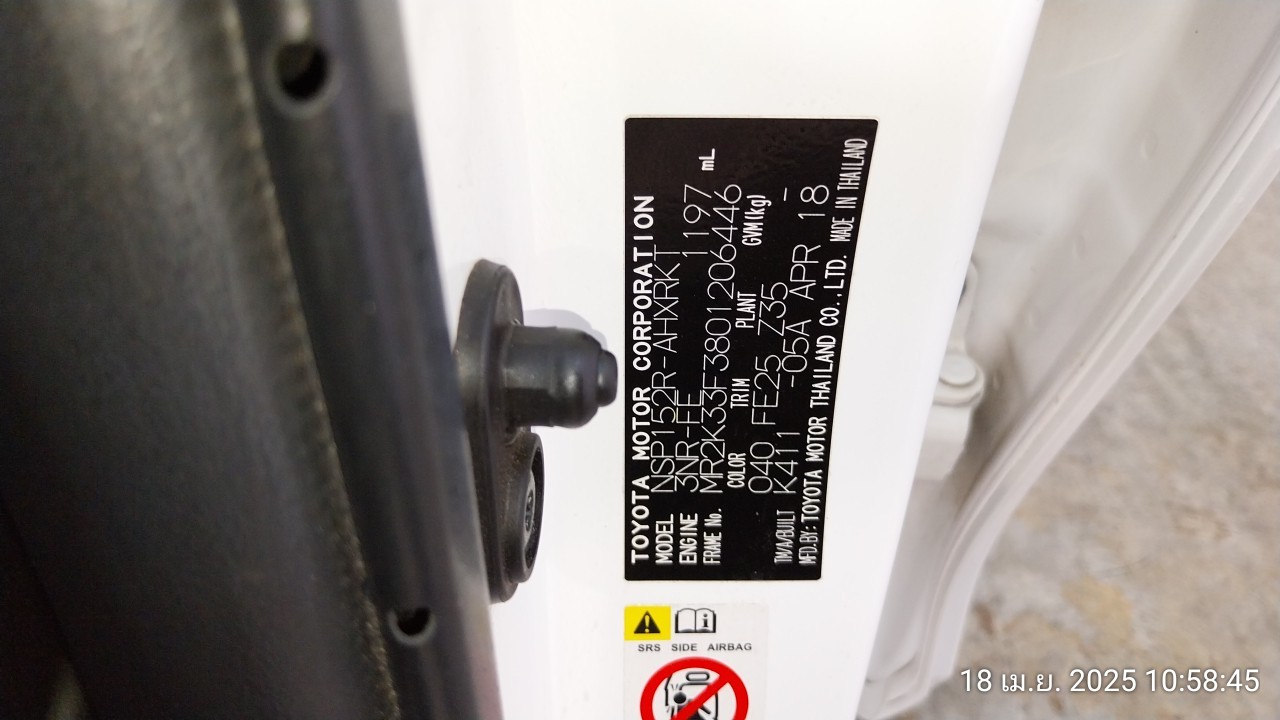 TOYOTA MOTOR CORPORATION
MODEL NSP152R-AHXRKT
ENGINE 3NR-FE 1197 mL
FRAME No. MR2K33F3801206446
COLOR TRIM PLANT GVM(kg)
040 FE25 Z35 -
TM/A/BUILT K411 -05A APR 18
MFD.BY: TOYOTA MOTOR THAILAND CO.,LTD. MADE IN THAILAND
SRS SIDE AIRBAG
18 เม.ย. 2025 10:58:45